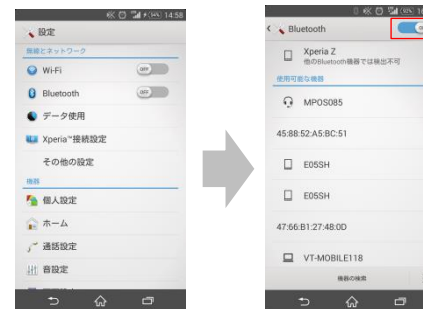 14:58
設定
無線とネットワーク
Wi-Fi
OFF
Bluetooth
OFF
データ使用
Xperia™接続設定
その他の設定
機器
個人設定
ホーム
通話設定
音設定
Bluetooth
Xperia Z
他のBluetooth機器では検出不可
使用可能な機器
MPOS085
45:88:52:A5:BC:51
E05SH
E05SH
47:66:B1:27:48:0D
VT-MOBILE118
機器の検索